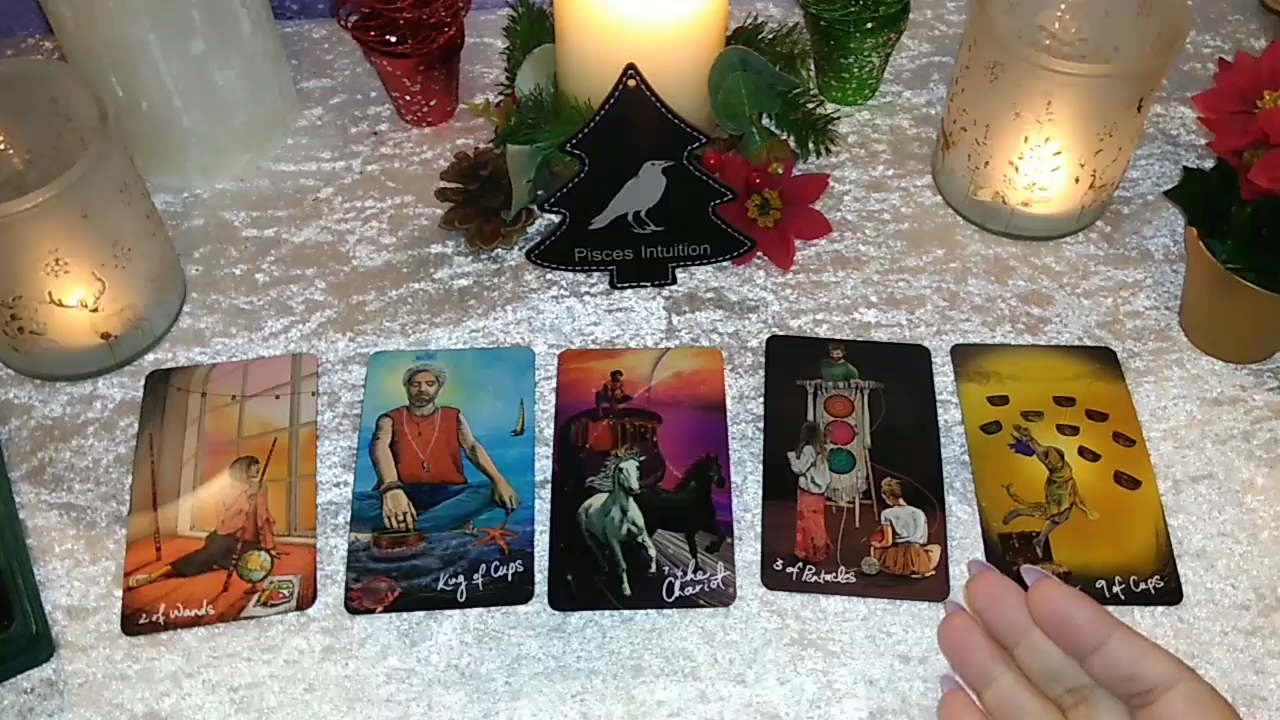 Pisces Intuition
2 of Wands
King of Cups
7. the
Chariot
3 of Pentacles
9 of Cups